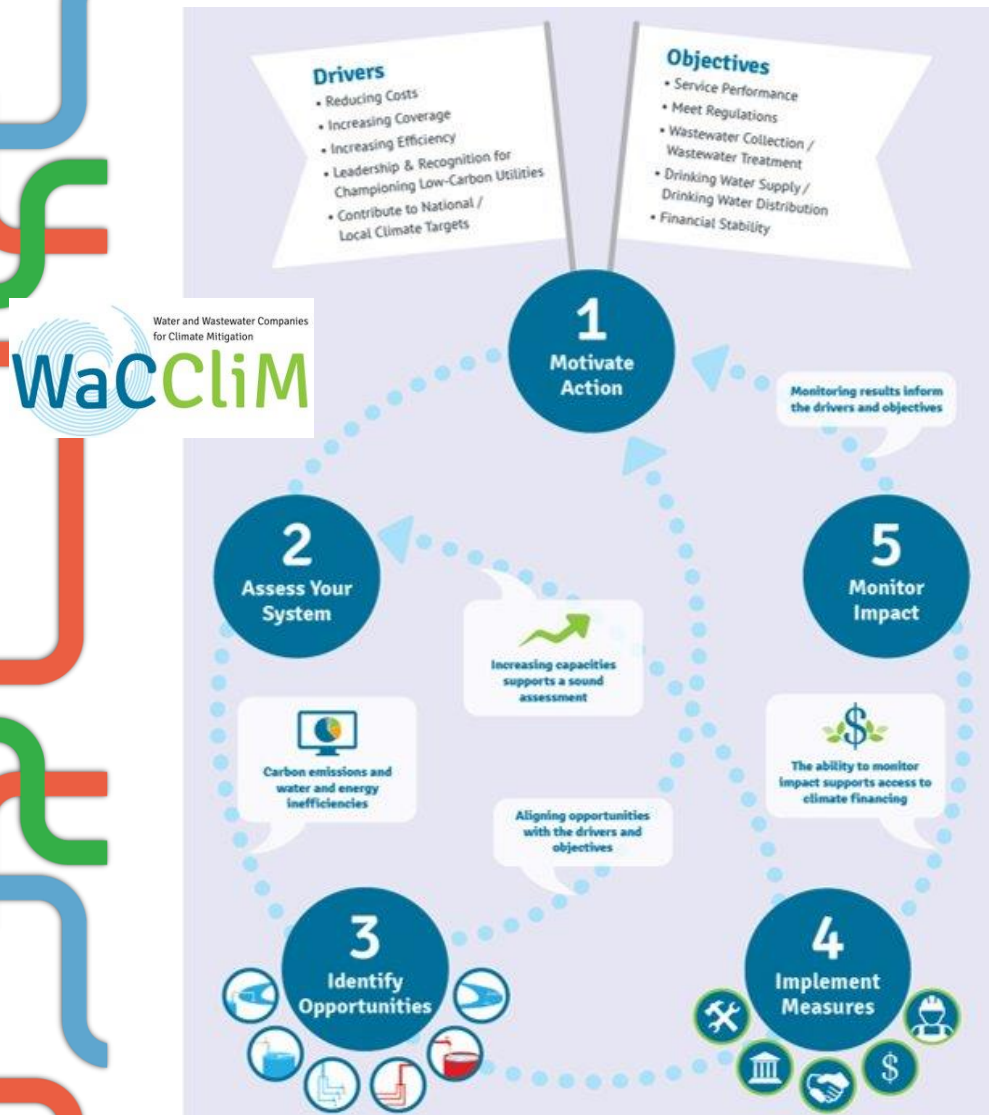 Drivers
• Reducing Costs
• Increasing Coverage
• Increasing Efficiency
• Leadership & Recognition for
Championing Low-Carbon Utilities
• Contribute to National /
Local Climate Targets
Objectives
• Service Performance
• Meet Regulations
• Wastewater Collection /
Wastewater Treatment
• Drinking Water Supply /
Drinking Water Distribution
• Financial Stability
Water and Wastewater Companies
for Climate Mitigation
WaCCliM
1
Motivate
Action
Monitoring results inform
the drivers and objectives
2
Assess Your
System
5
Monitor
Impact
Increasing capacities
supports a sound
assessment
Carbon emissions and
water and energy
inefficiencies
$
The ability to monitor
impact supports access to
climate financing
Aligning opportunities
with the drivers and
objectives
3
Identify
Opportunities
4
Implement
Measures
$